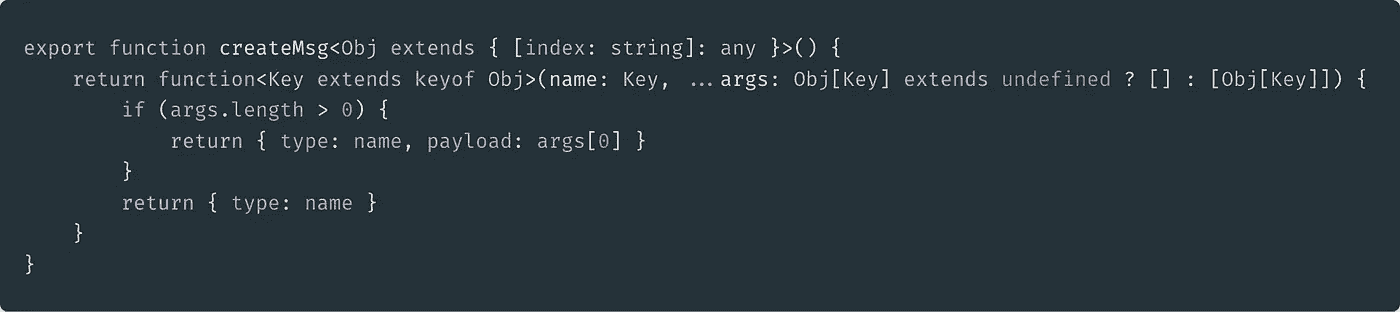 export function createMsg<Obj extends { [index: string]: any }>() {
    return function<Key extends keyof Obj>(name: Key, ...args: Obj[Key] extends undefined ? [] : [Obj[Key]]) {
        if (args.length > 0) {
            return { type: name, payload: args[0] }
        }
        return { type: name }
    }
}